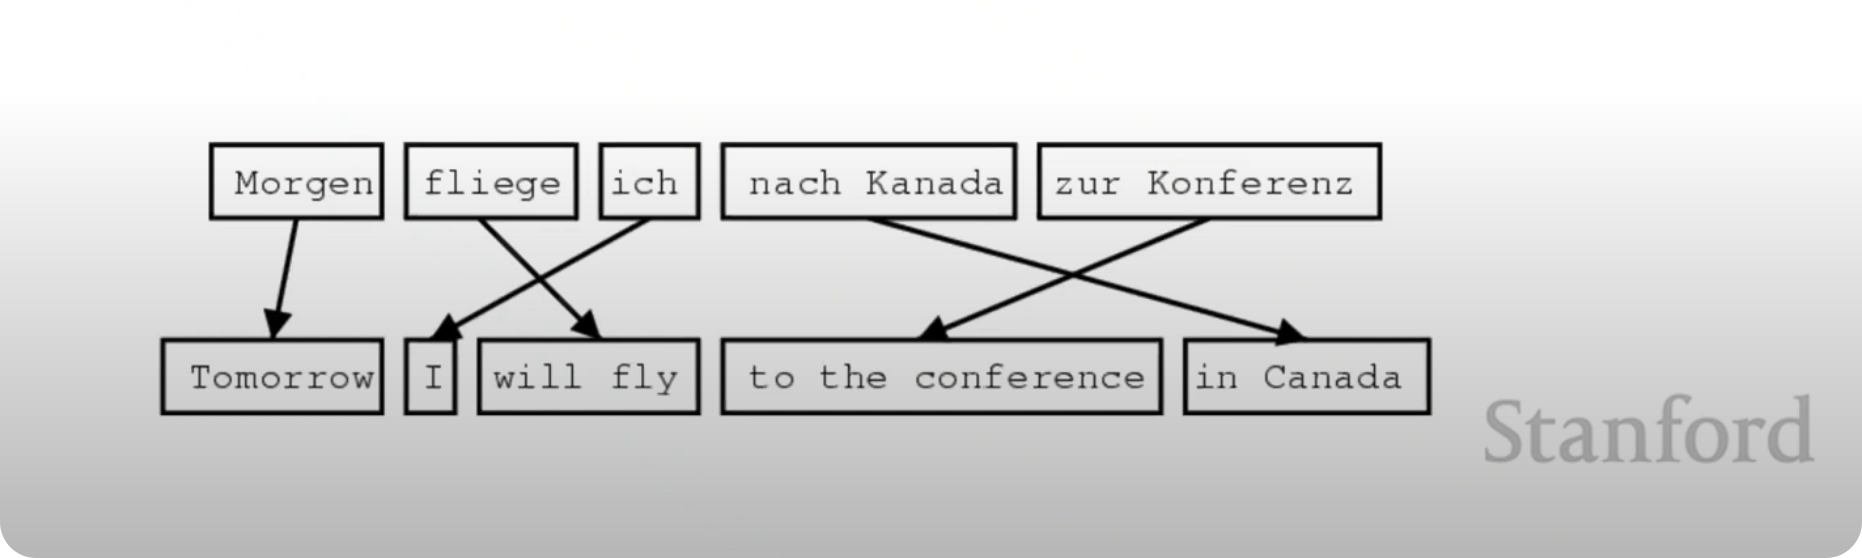 Morgen fliege ich nach Kanada zur Konferenz
Tomorrow I will fly to the conference in Canada
Stanford